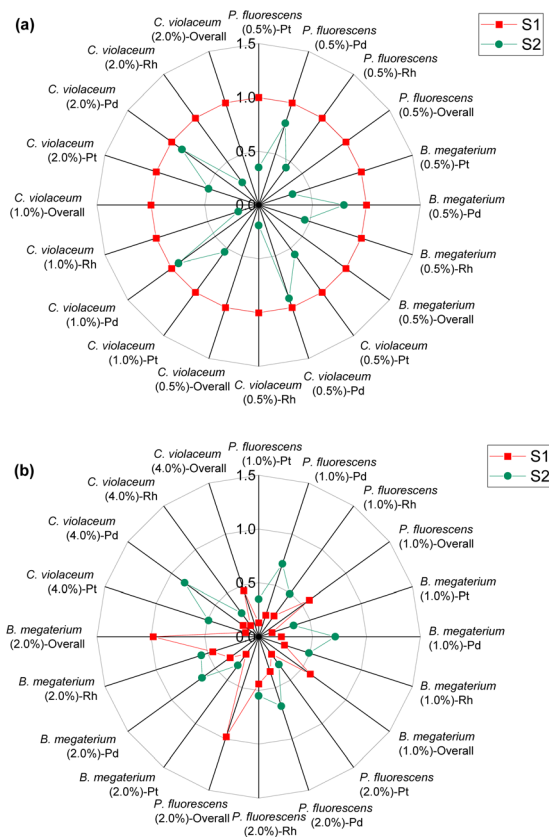 (a)
S1
S2
1.5
1.0
0.5
0.0
P. fluorescens
(0.5%)-Pt
P. fluorescens
(0.5%)-Pd
P. fluorescens
(0.5%)-Rh
P. fluorescens
(0.5%)-Overall
B. megaterium
(0.5%)-Pt
B. megaterium
(0.5%)-Pd
B. megaterium
(0.5%)-Rh
B. megaterium
(0.5%)-Overall
C. violaceum
(0.5%)-Pt
C. violaceum
(0.5%)-Pd
C. violaceum
(0.5%)-Rh
C. violaceum
(0.5%)-Overall
C. violaceum
(1.0%)-Pt
C. violaceum
(1.0%)-Pd
C. violaceum
(1.0%)-Rh
C. violaceum
(1.0%)-Overall
C. violaceum
(2.0%)-Pt
C. violaceum
(2.0%)-Pd
C. violaceum
(2.0%)-Rh
C. violaceum
(2.0%)-Overall
(b)
S1
S2
1.5
1.0
0.5
0.0
P. fluorescens
(1.0%)-Pt
P. fluorescens
(1.0%)-Pd
P. fluorescens
(1.0%)-Rh
P. fluorescens
(1.0%)-Overall
B. megaterium
(1.0%)-Pt
B. megaterium
(1.0%)-Pd
B. megaterium
(1.0%)-Rh
B. megaterium
(1.0%)-Overall
P. fluorescens
(2.0%)-Pt
P. fluorescens
(2.0%)-Pd
P. fluorescens
(2.0%)-Rh
P. fluorescens
(2.0%)-Overall
B. megaterium
(2.0%)-Pt
B. megaterium
(2.0%)-Pd
B. megaterium
(2.0%)-Rh
B. megaterium
(2.0%)-Overall
C. violaceum
(4.0%)-Pt
C. violaceum
(4.0%)-Pd
C. violaceum
(4.0%)-Rh
C. violaceum
(4.0%)-Overall